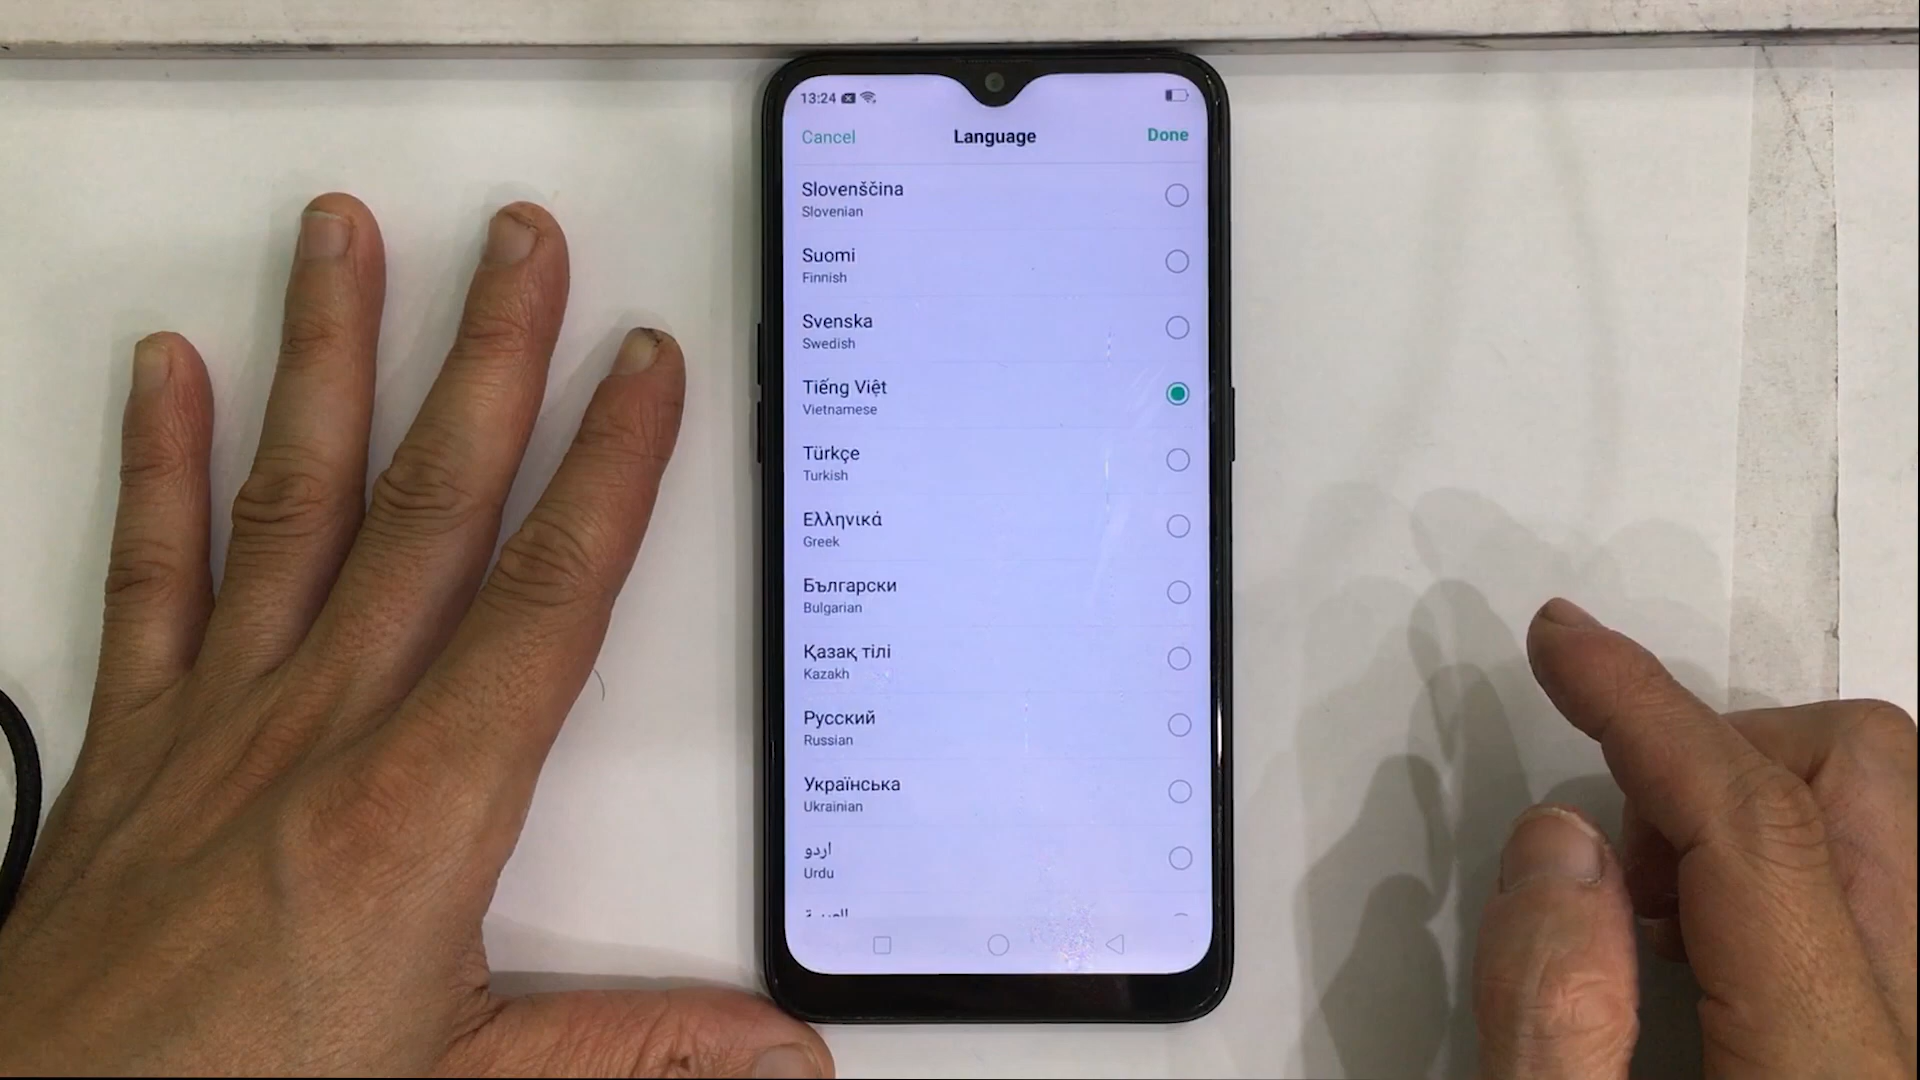 13:24
Cancel Language Done
Slovenščina
Slovenian
Suomi
Finnish
Svenska
Swedish
Tiếng Việt
Vietnamese
Türkçe
Turkish
Ελληνικά
Greek
Български
Bulgarian
Қазақ тілі
Kazakh
Русский
Russian
Українська
Ukrainian
اردو
Urdu